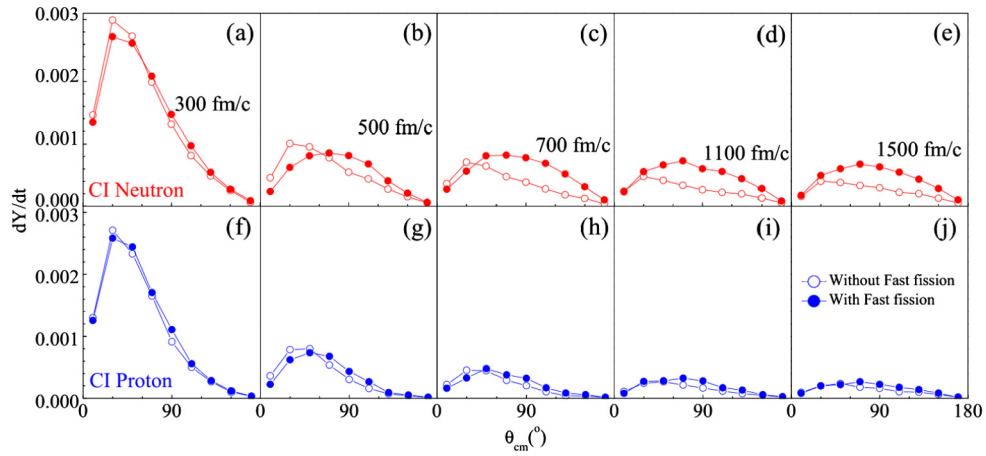 0.003
(a)
(b)
(c)
(d)
(e)
0.002
300 fm/c
500 fm/c
700 fm/c
1100 fm/c
1500 fm/c
0.001
CI Neutron
0.000
dY/dt
0.003
(f)
(g)
(h)
(i)
(j)
0.002
Without Fast fission
With Fast fission
0.001
CI Proton
0.000
0 90 0 90 0 90 0 90 0 90 180
θcm(°)